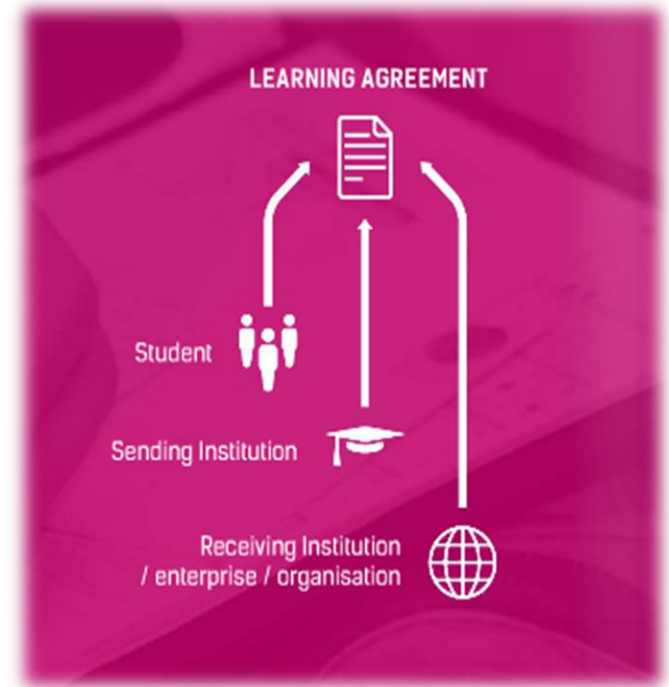 LEARNING AGREEMENT
Student
Sending Institution
Receiving Institution
/ enterprise / organisation